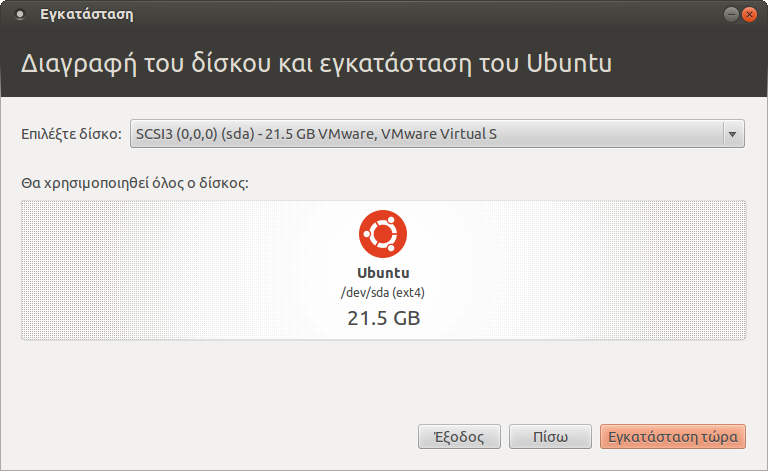 Εγκατάσταση
Διαγραφή του δίσκου και εγκατάσταση του Ubuntu
Επιλέξτε δίσκο: SCSI3 (0,0,0) (sda) - 21.5 GB VMware, VMware Virtual S
Θα χρησιμοποιηθεί όλος ο δίσκος:
Ubuntu
/dev/sda (ext4)
21.5 GB
Έξοδος Πίσω Εγκατάσταση τώρα